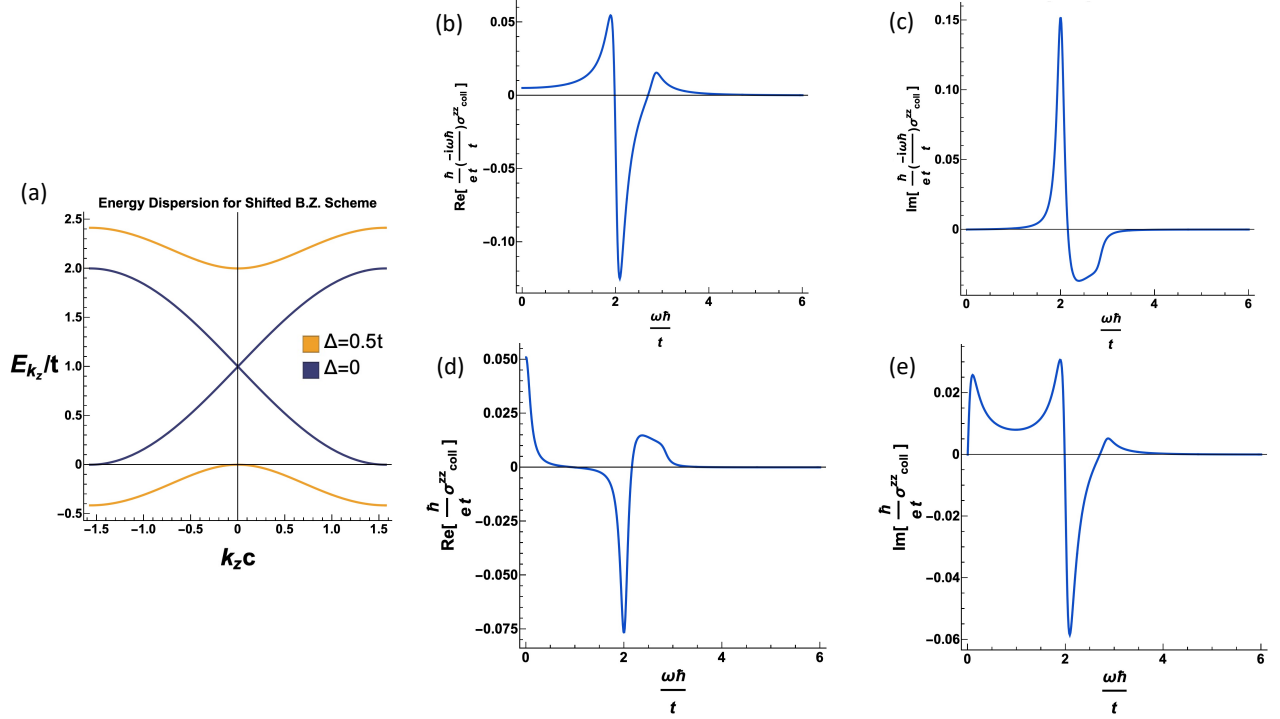 (a)
Energy Dispersion for Shifted B.Z. Scheme
E_{k_z}/t
2.5
2.0
1.5
1.0
0.5
0
−0.5
−1.5 −1.0 −0.5 0 0.5 1.0 1.5
k_z c
Δ=0.5t
Δ=0
(b)
Re[ ℏ/(e t) (−iωℏ/t) σ^{zz}_{coll} ]
0.05
0
−0.05
−0.10
0 2 4 6
ωℏ/t
(c)
Im[ ℏ/(e t) (−iωℏ/t) σ^{zz}_{coll} ]
0.15
0.10
0.05
0
0 2 4 6
ωℏ/t
(d)
Re[ ℏ/(e t) σ^{zz}_{coll} ]
0.050
0.025
0
−0.025
−0.050
−0.075
0 2 4 6
ωℏ/t
(e)
Im[ ℏ/(e t) σ^{zz}_{coll} ]
0.02
0
−0.02
−0.04
−0.06
0 2 4 6
ωℏ/t